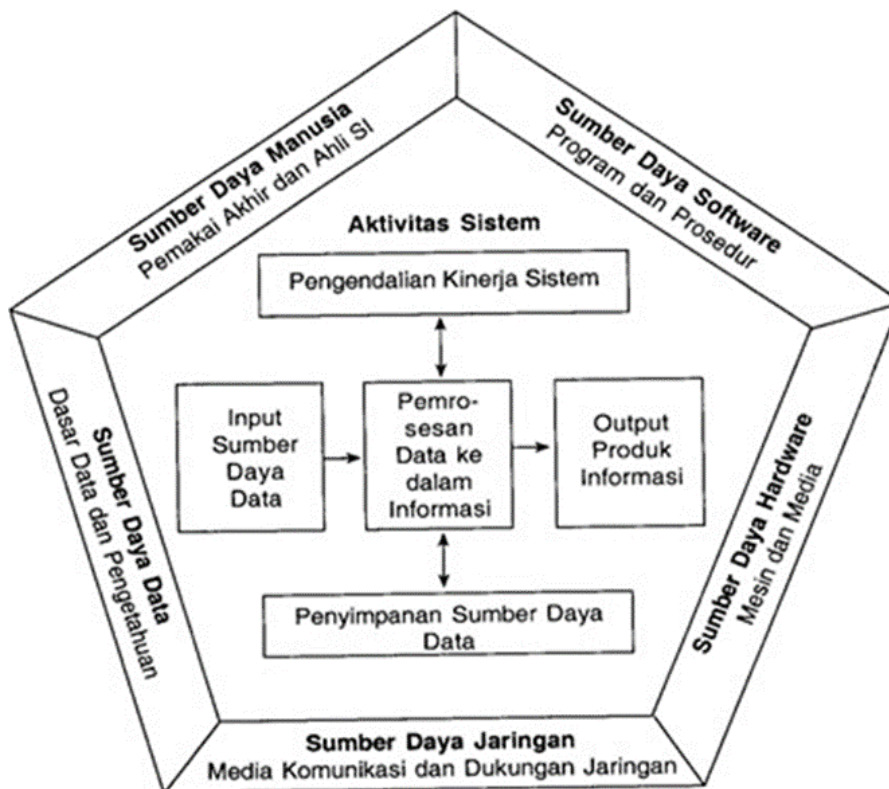 Sumber Daya Manusia
Pemakai Akhir dan Ahli SI
Sumber Daya Software
Program dan Prosedur
Aktivitas Sistem
Pengendalian Kinerja Sistem
Input
Sumber
Daya
Data
Pemro-
sesan
Data ke
dalam
Informasi
Output
Produk
Informasi
Penyimpanan Sumber Daya
Data
Sumber Daya Data
Dasar Data dan Pengetahuan
Sumber Daya Hardware
Mesin dan Media
Sumber Daya Jaringan
Media Komunikasi dan Dukungan Jaringan